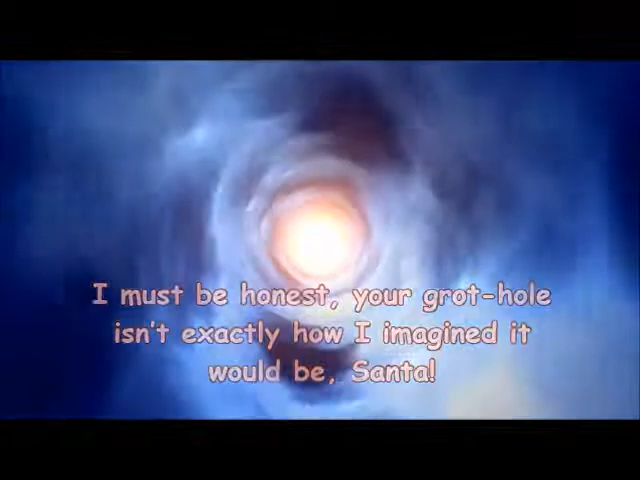 I must be honest, your grot-hole
isn't exactly how I imagined it
would be, Santa!